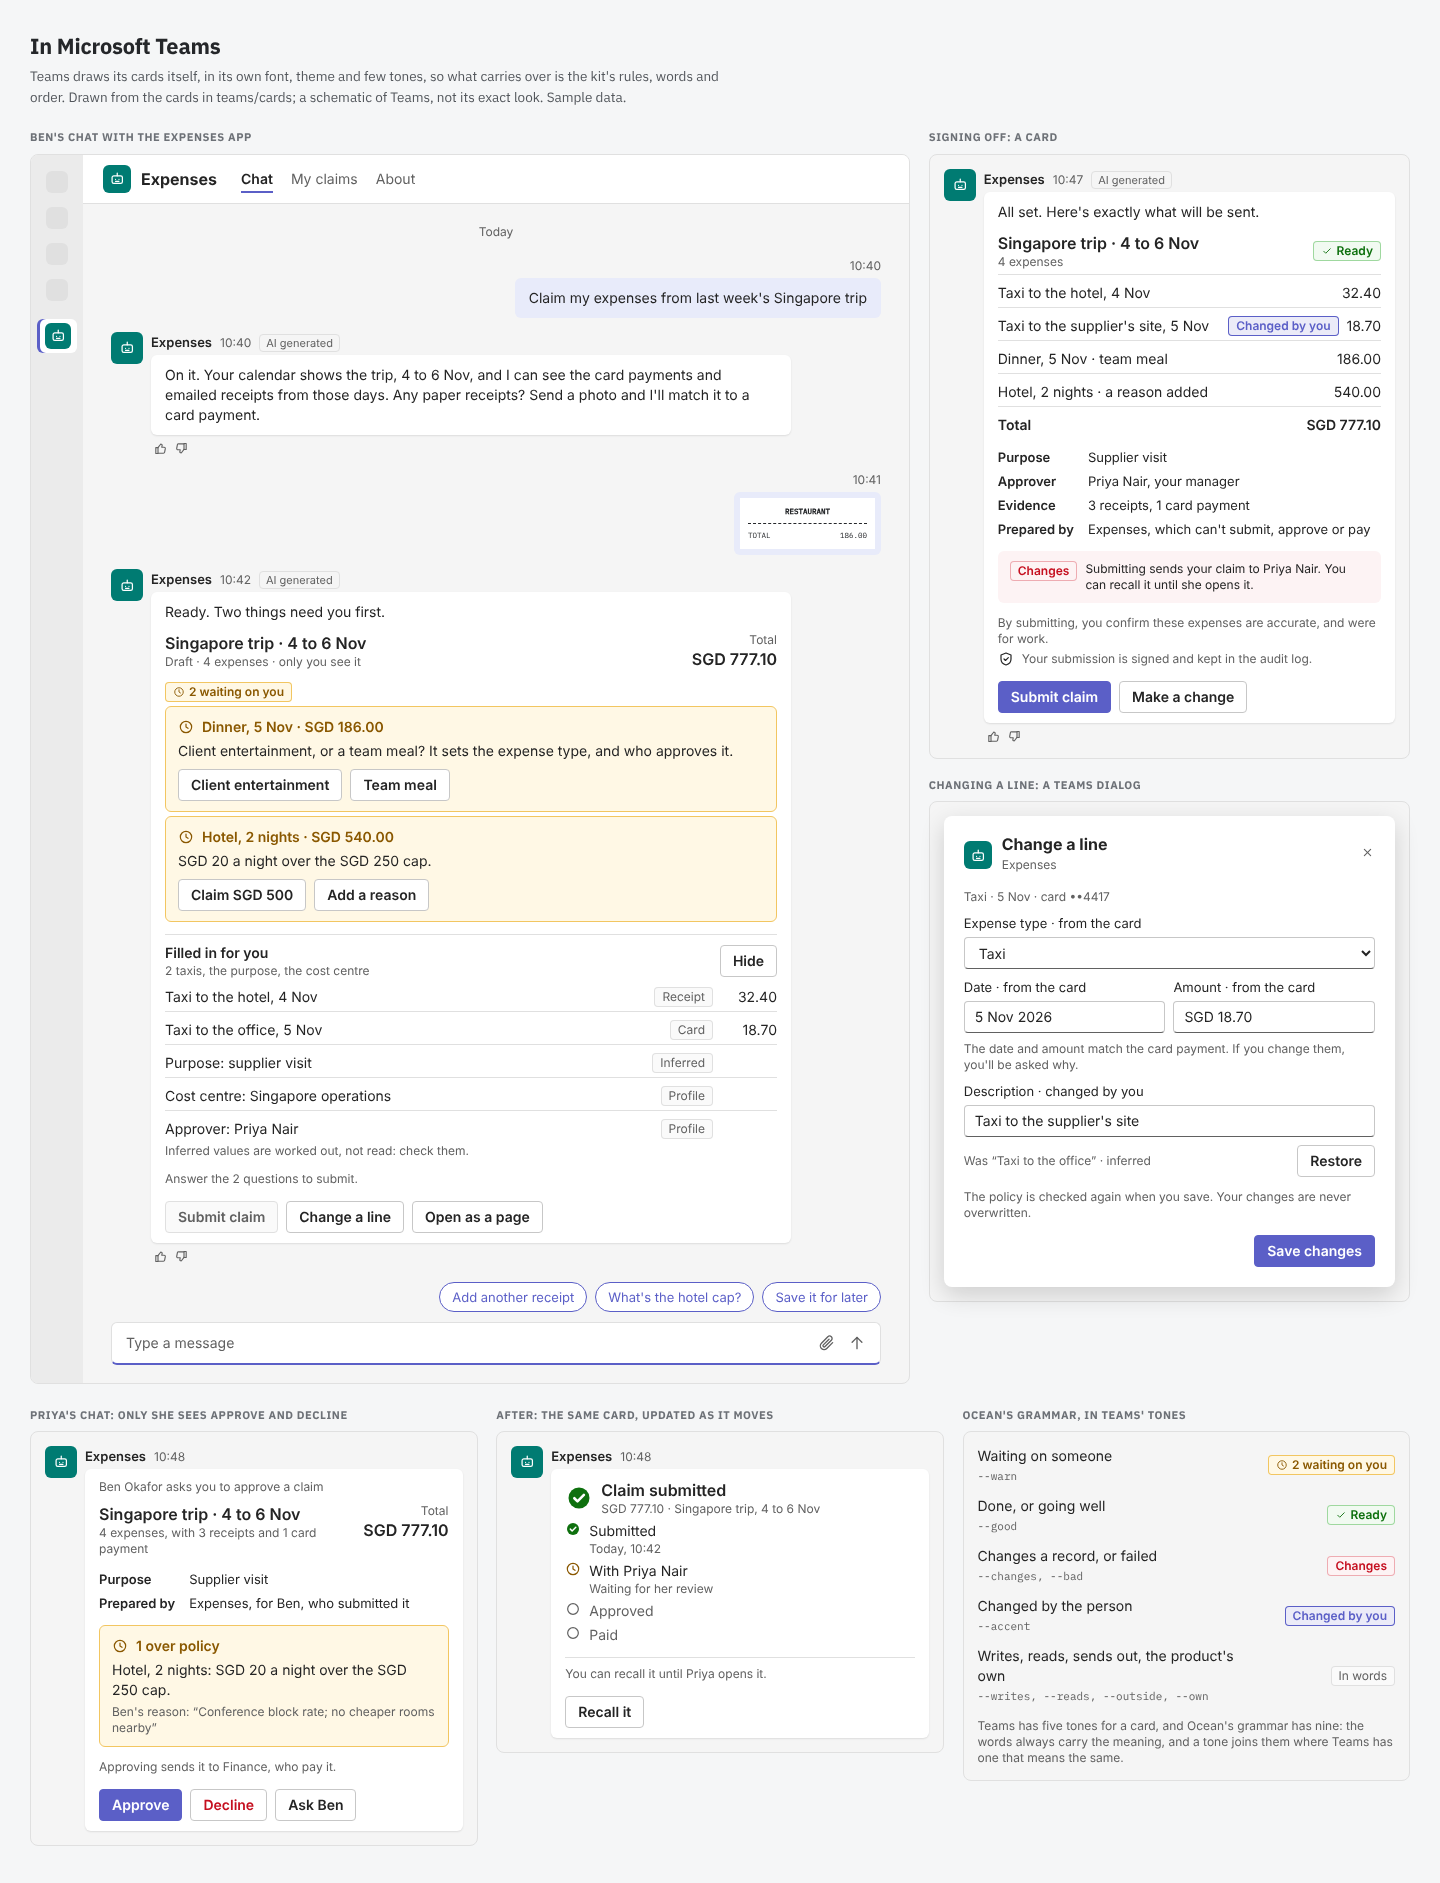 In Microsoft Teams
Teams draws its cards itself, in its own font, theme and few tones, so what carries over is the kit's rules, words and
order. Drawn from the cards in teams/cards; a schematic of Teams, not its exact look. Sample data.
BEN'S CHAT WITH THE EXPENSES APP
Expenses Chat My claims About
Today
10:40
Claim my expenses from last week's Singapore trip
Expenses 10:40 AI generated
On it. Your calendar shows the trip, 4 to 6 Nov, and I can see the card payments and
emailed receipts from those days. Any paper receipts? Send a photo and I'll match it to a
card payment.
10:41
RESTAURANT
TOTAL 186.00
Expenses 10:42 AI generated
Ready. Two things need you first.
Singapore trip · 4 to 6 Nov
Draft · 4 expenses · only you see it
Total
SGD 777.10
2 waiting on you
Dinner, 5 Nov · SGD 186.00
Client entertainment, or a team meal? It sets the expense type, and who approves it.
Client entertainment Team meal
Hotel, 2 nights · SGD 540.00
SGD 20 a night over the SGD 250 cap.
Claim SGD 500 Add a reason
Filled in for you
2 taxis, the purpose, the cost centre
Hide
Taxi to the hotel, 4 Nov Receipt 32.40
Taxi to the office, 5 Nov Card 18.70
Purpose: supplier visit Inferred
Cost centre: Singapore operations Profile
Approver: Priya Nair Profile
Inferred values are worked out, not read: check them.
Answer the 2 questions to submit.
Submit claim Change a line Open as a page
Add another receipt What's the hotel cap? Save it for later
Type a message
SIGNING OFF: A CARD
Expenses 10:47 AI generated
All set. Here's exactly what will be sent.
Singapore trip · 4 to 6 Nov
4 expenses
Ready
Taxi to the hotel, 4 Nov 32.40
Taxi to the supplier's site, 5 Nov Changed by you 18.70
Dinner, 5 Nov · team meal 186.00
Hotel, 2 nights · a reason added 540.00
Total SGD 777.10
Purpose Supplier visit
Approver Priya Nair, your manager
Evidence 3 receipts, 1 card payment
Prepared by Expenses, which can't submit, approve or pay
Changes Submitting sends your claim to Priya Nair. You
can recall it until she opens it.
By submitting, you confirm these expenses are accurate, and were
for work.
Your submission is signed and kept in the audit log.
Submit claim Make a change
CHANGING A LINE: A TEAMS DIALOG
Change a line
Expenses
Taxi · 5 Nov · card ••4417
Expense type · from the card
Taxi
Date · from the card Amount · from the card
5 Nov 2026 SGD 18.70
The date and amount match the card payment. If you change them,
you'll be asked why.
Description · changed by you
Taxi to the supplier's site
Was “Taxi to the office” · inferred Restore
The policy is checked again when you save. Your changes are never
overwritten.
Save changes
PRIYA'S CHAT: ONLY SHE SEES APPROVE AND DECLINE
Expenses 10:48
Ben Okafor asks you to approve a claim
Singapore trip · 4 to 6 Nov
4 expenses, with 3 receipts and 1 card
payment
Total
SGD 777.10
Purpose Supplier visit
Prepared by Expenses, for Ben, who submitted it
1 over policy
Hotel, 2 nights: SGD 20 a night over the SGD
250 cap.
Ben's reason: “Conference block rate; no cheaper rooms
nearby”
Approving sends it to Finance, who pay it.
Approve Decline Ask Ben
AFTER: THE SAME CARD, UPDATED AS IT MOVES
Expenses 10:48
Claim submitted
SGD 777.10 · Singapore trip, 4 to 6 Nov
Submitted
Today, 10:42
With Priya Nair
Waiting for her review
Approved
Paid
You can recall it until Priya opens it.
Recall it
OCEAN'S GRAMMAR, IN TEAMS' TONES
Waiting on someone
--warn
2 waiting on you
Done, or going well
--good
Ready
Changes a record, or failed
--changes, --bad
Changes
Changed by the person
--accent
Changed by you
Writes, reads, sends out, the product's
own
--writes, --reads, --outside, --own
In words
Teams has five tones for a card, and Ocean's grammar has nine: the
words always carry the meaning, and a tone joins them where Teams has
one that means the same.